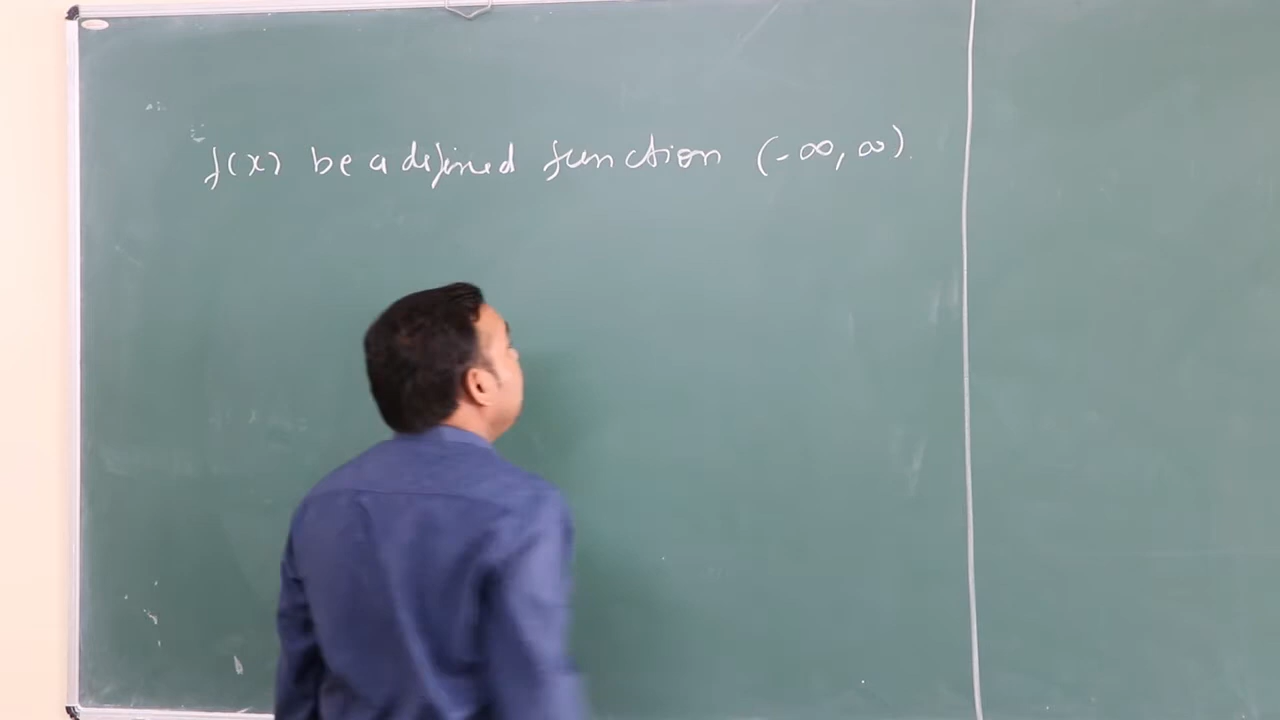 f(x) be a defined function (-∞, ∞).